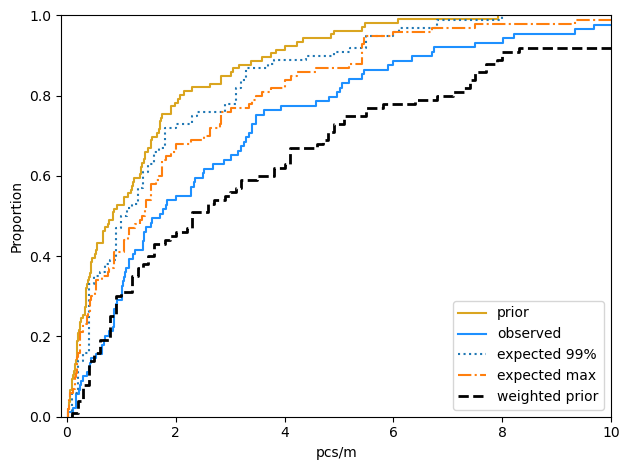 1.0
0.8
0.6
0.4
0.2
0.0
Proportion
prior
observed
expected 99%
expected max
weighted prior
0
2
4
6
8
10
pcs/m